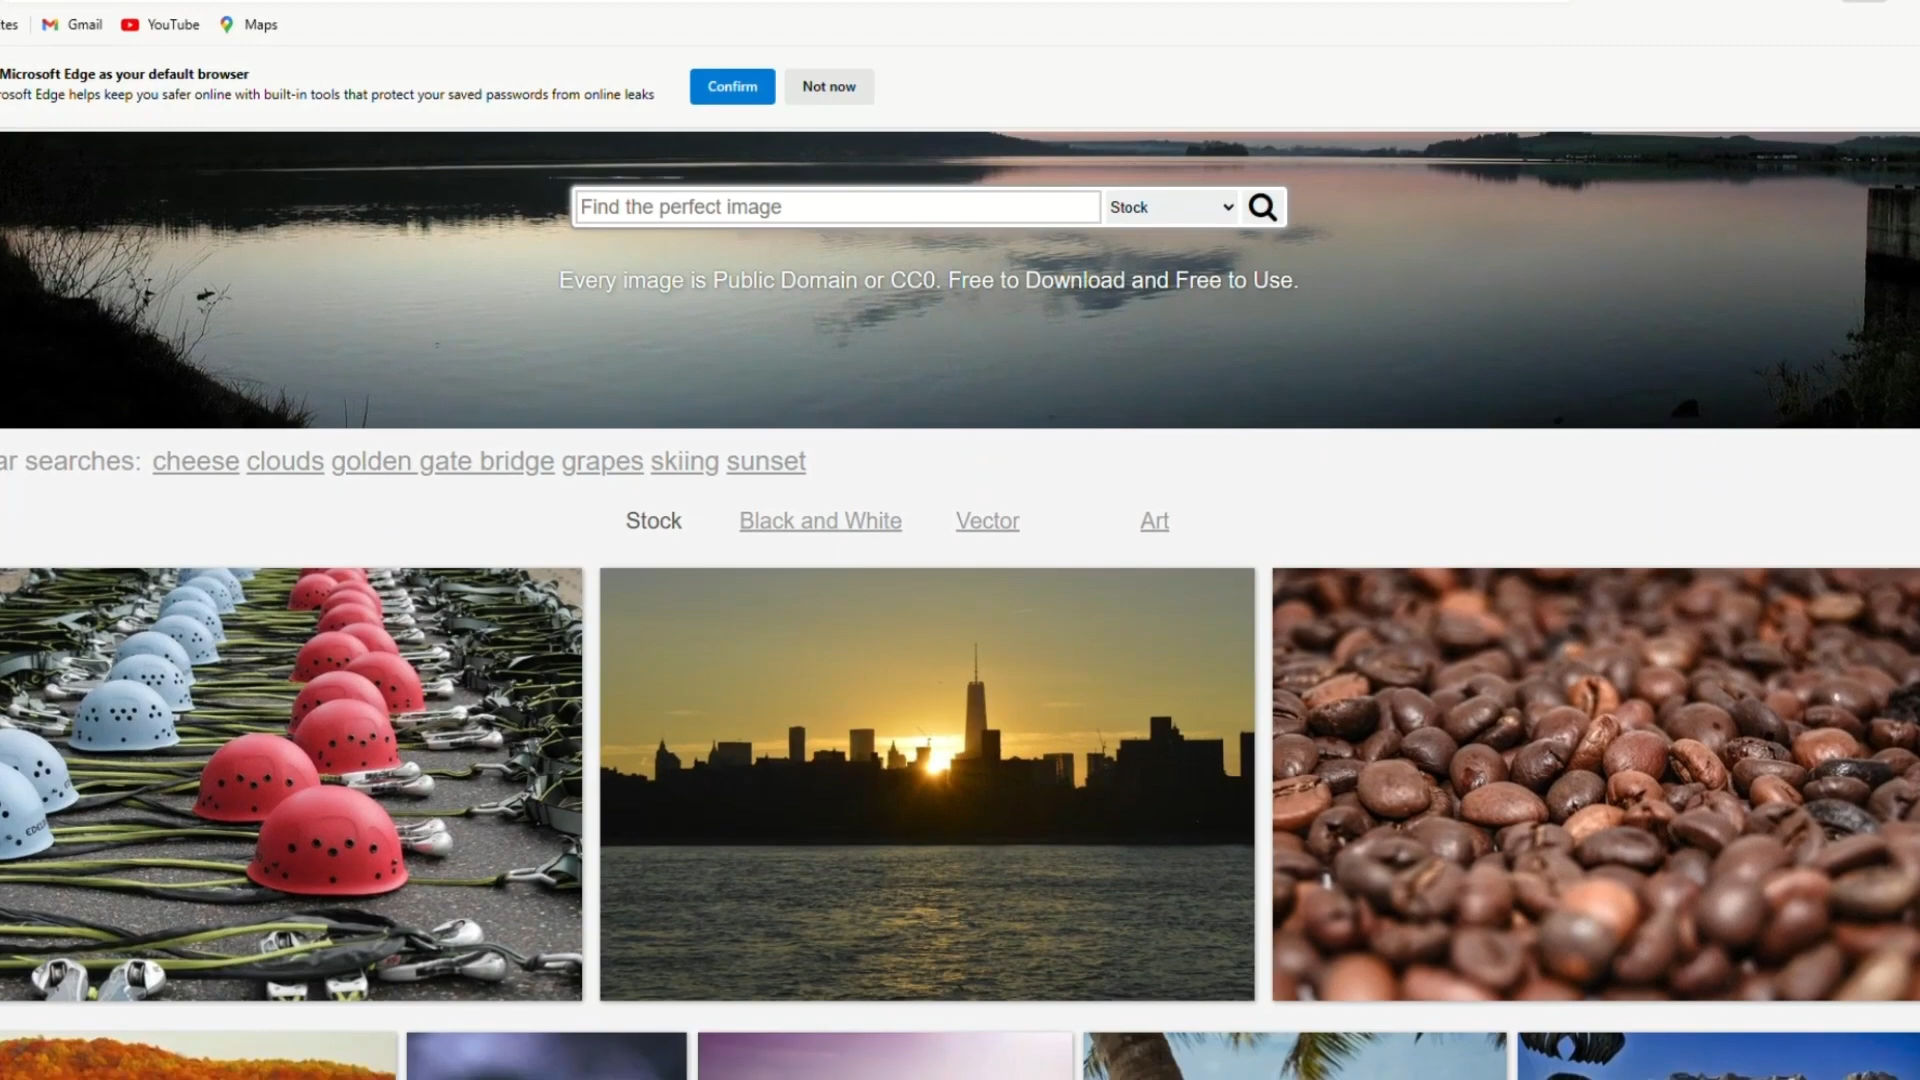 tes Gmail YouTube Maps
Microsoft Edge as your default browser
rosoft Edge helps keep you safer online with built-in tools that protect your saved passwords from online leaks
Confirm Not now
Find the perfect image Stock
Every image is Public Domain or CC0. Free to Download and Free to Use.
ar searches: cheese clouds golden gate bridge grapes skiing sunset
Stock Black and White Vector Art